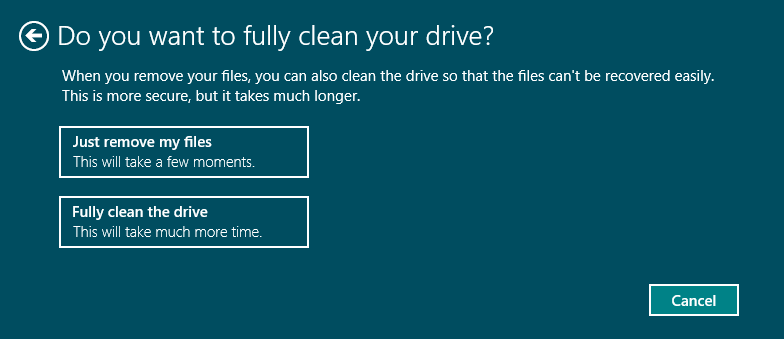 Do you want to fully clean your drive?
When you remove your files, you can also clean the drive so that the files can't be recovered easily.
This is more secure, but it takes much longer.
Just remove my files
This will take a few moments.
Fully clean the drive
This will take much more time.
Cancel